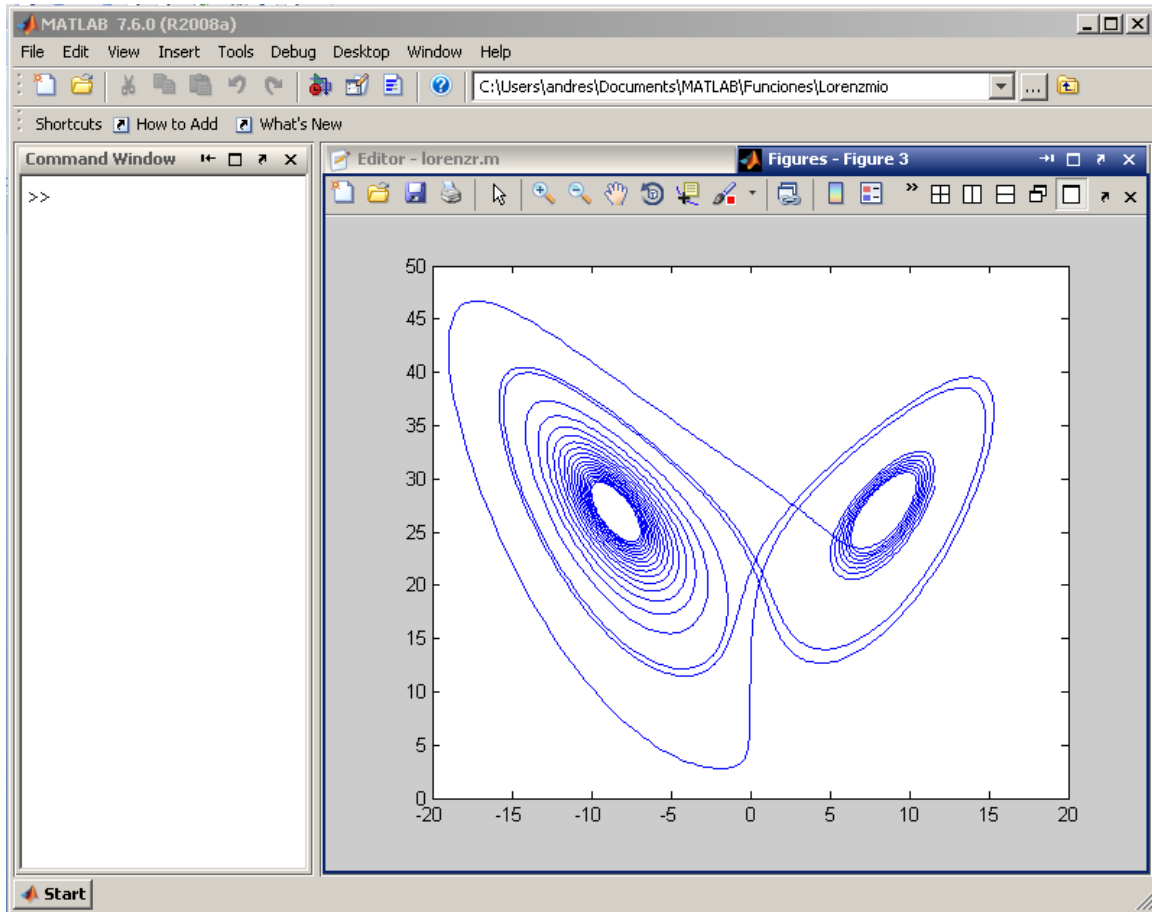 MATLAB 7.6.0 (R2008a)
File Edit View Insert Tools Debug Desktop Window Help
C:\Users\andres\Documents\MATLAB\Funciones\Lorenzmio
...
Shortcuts How to Add What's New
Command Window
Editor - lorenzr.m
Figures - Figure 3
>>
50
45
40
35
30
25
20
15
10
5
0
-20 -15 -10 -5 0 5 10 15 20
Start